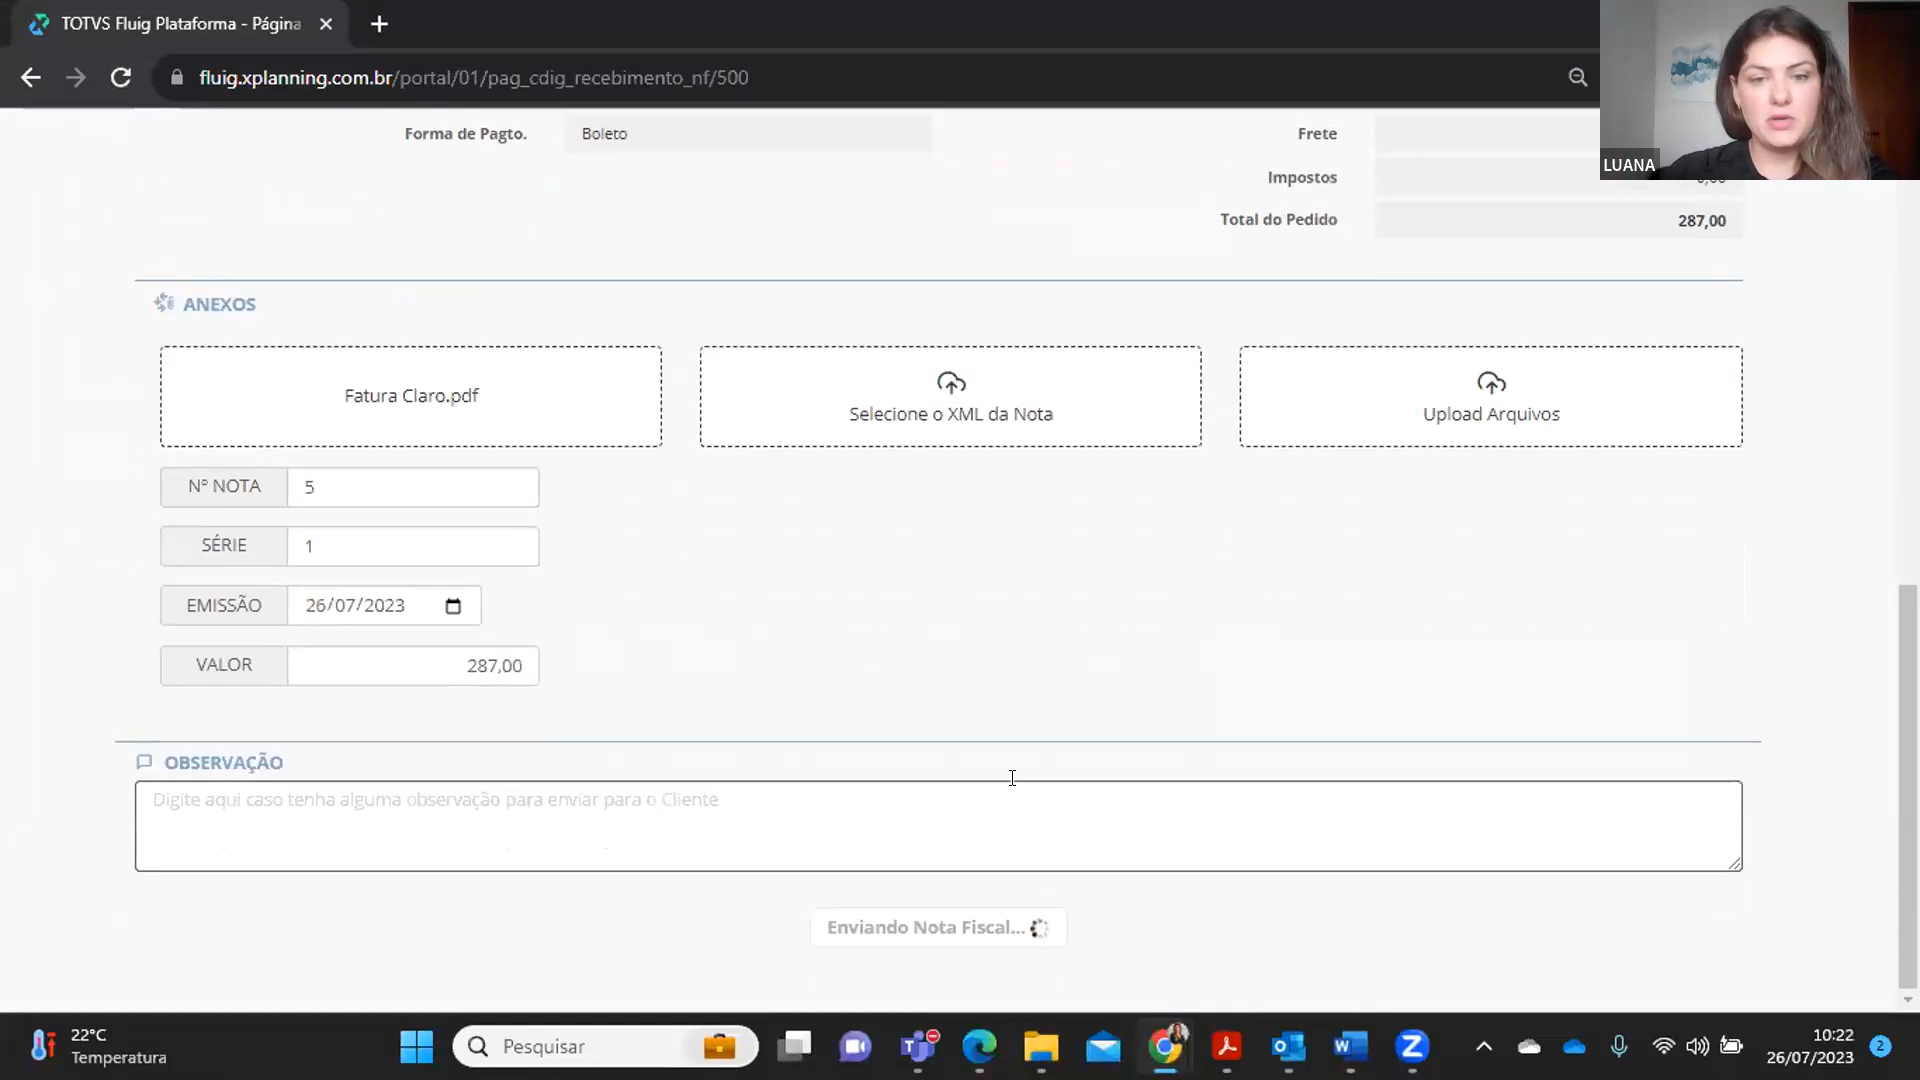 TOTVS Fluig Plataforma - Página
fluig.xplanning.com.br/portal/01/pag_cdig_recebimento_nf/500
LUANA
Forma de Pagto.
Boleto
Frete
Impostos
0,00
Total do Pedido
287,00
ANEXOS
Fatura Claro.pdf
Selecione o XML da Nota
Upload Arquivos
Nº NOTA
5
SÉRIE
1
EMISSÃO
26/07/2023
VALOR
287,00
OBSERVAÇÃO
Digite aqui caso tenha alguma observação para enviar para o Cliente
Enviando Nota Fiscal...
22°C
Temperatura
Pesquisar
10:22
26/07/2023
2